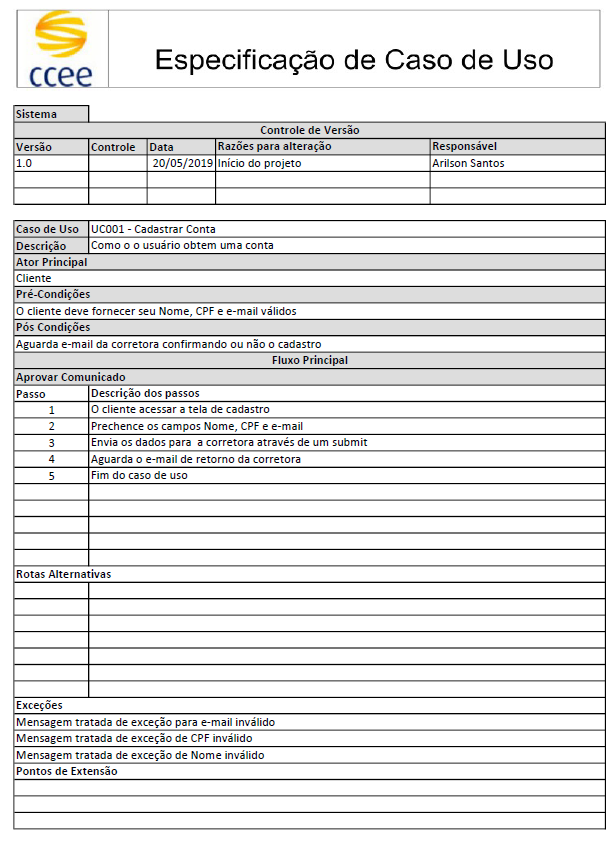 ccee
Especificação de Caso de Uso
Sistema
Controle de Versão
Versão Controle Data Razões para alteração Responsável
1.0 20/05/2019 Início do projeto Arilson Santos
Caso de Uso UC001 - Cadastrar Conta
Descrição Como o o usuário obtem uma conta
Ator Principal
Cliente
Pré-Condições
O cliente deve fornecer seu Nome, CPF e e-mail válidos
Pós Condições
Aguarda e-mail da corretora confirmando ou não o cadastro
Fluxo Principal
Aprovar Comunicado
Passo Descrição dos passos
1 O cliente acessar a tela de cadastro
2 Prechence os campos Nome, CPF e e-mail
3 Envia os dados para a corretora através de um submit
4 Aguarda o e-mail de retorno da corretora
5 Fim do caso de uso
Rotas Alternativas
Exceções
Mensagem tratada de exceção para e-mail inválido
Mensagem tratada de exceção de CPF inválido
Mensagem tratada de exceção de Nome inválido
Pontos de Extensão